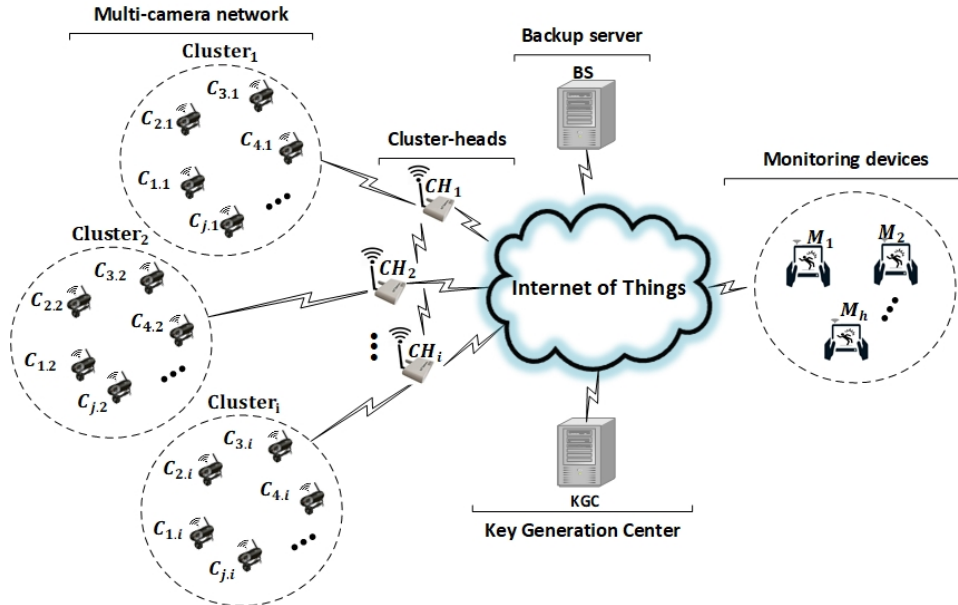 Multi-camera network
Cluster₁
C₃.₁
C₂.₁
C₄.₁
C₁.₁
Cⱼ.₁
•••
Cluster₂
C₃.₂
C₂.₂
C₄.₂
C₁.₂
Cⱼ.₂
•••
Clusterᵢ
C₃.ᵢ
C₂.ᵢ
C₄.ᵢ
C₁.ᵢ
Cⱼ.ᵢ
•••
Cluster-heads
CH₁
CH₂
•••
CHᵢ
Backup server
BS
Internet of Things
KGC
Key Generation Center
Monitoring devices
M₁
M₂
•••
Mₕ